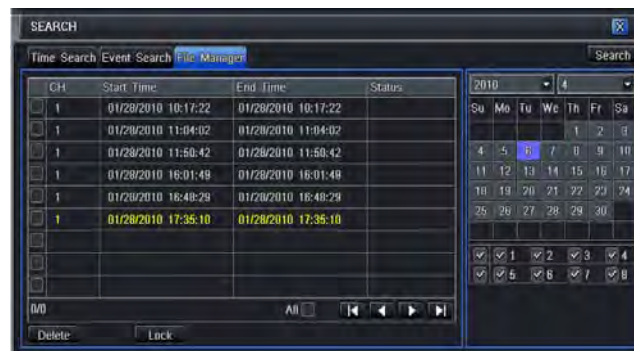 SEARCH
Time Search Event Search File Manager Search
CH Start Time End Time Status
1 01/28/2010 10:17:22 01/28/2010 10:17:22
1 01/28/2010 11:04:02 01/28/2010 11:04:02
1 01/28/2010 11:50:42 01/28/2010 11:50:42
1 01/28/2010 16:01:49 01/28/2010 16:01:49
1 01/28/2010 16:48:29 01/28/2010 16:48:29
1 01/28/2010 17:35:10 01/28/2010 17:35:10
0/0 All
Delete Lock
2010 4
Su Mo Tu We Th Fr Sa
1 2 3
4 5 6 7 8 9 10
11 12 13 14 15 16 17
18 19 20 21 22 23 24
25 26 27 28 29 30
1 2 3 4
5 6 7 8